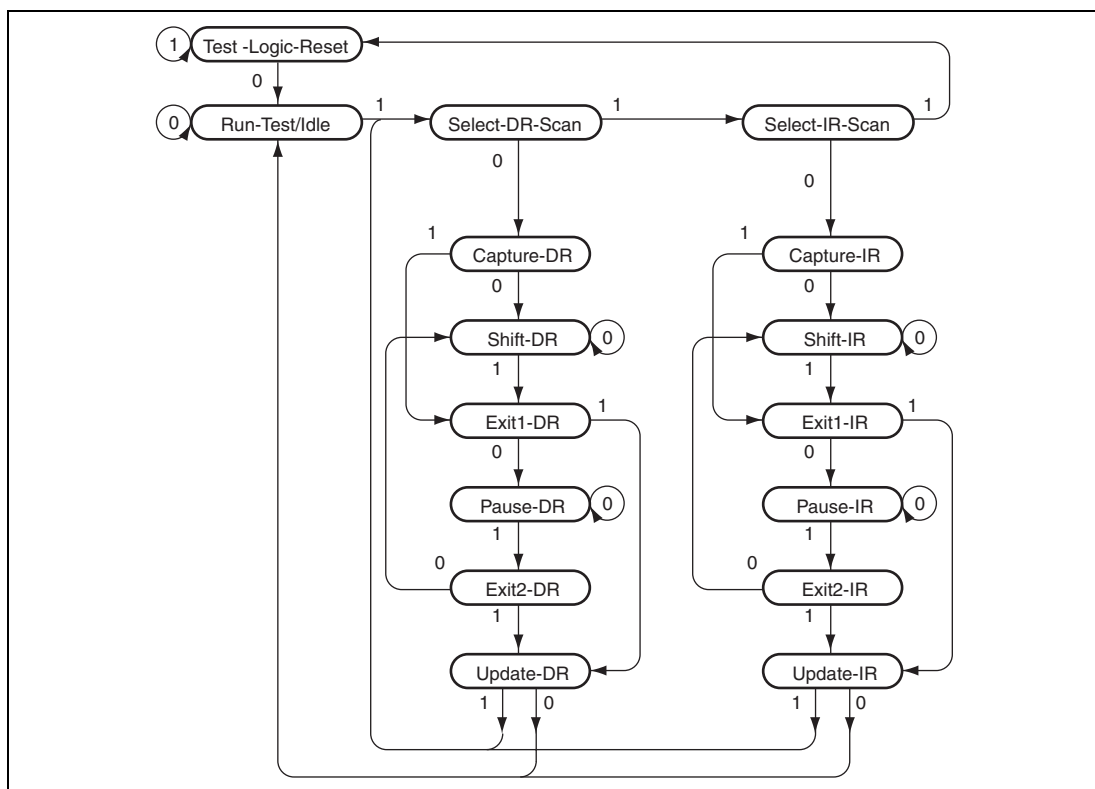 1 Test -Logic-Reset
0
0 Run-Test/Idle 1 Select-DR-Scan 1 Select-IR-Scan 1
0 0
1 Capture-DR 1 Capture-IR
0 0
Shift-DR 0 Shift-IR 0
1 1
Exit1-DR 1 Exit1-IR 1
0 0
Pause-DR 0 Pause-IR 0
1 1
0 Exit2-DR 0 Exit2-IR
1 1
Update-DR Update-IR
1 0 1 0